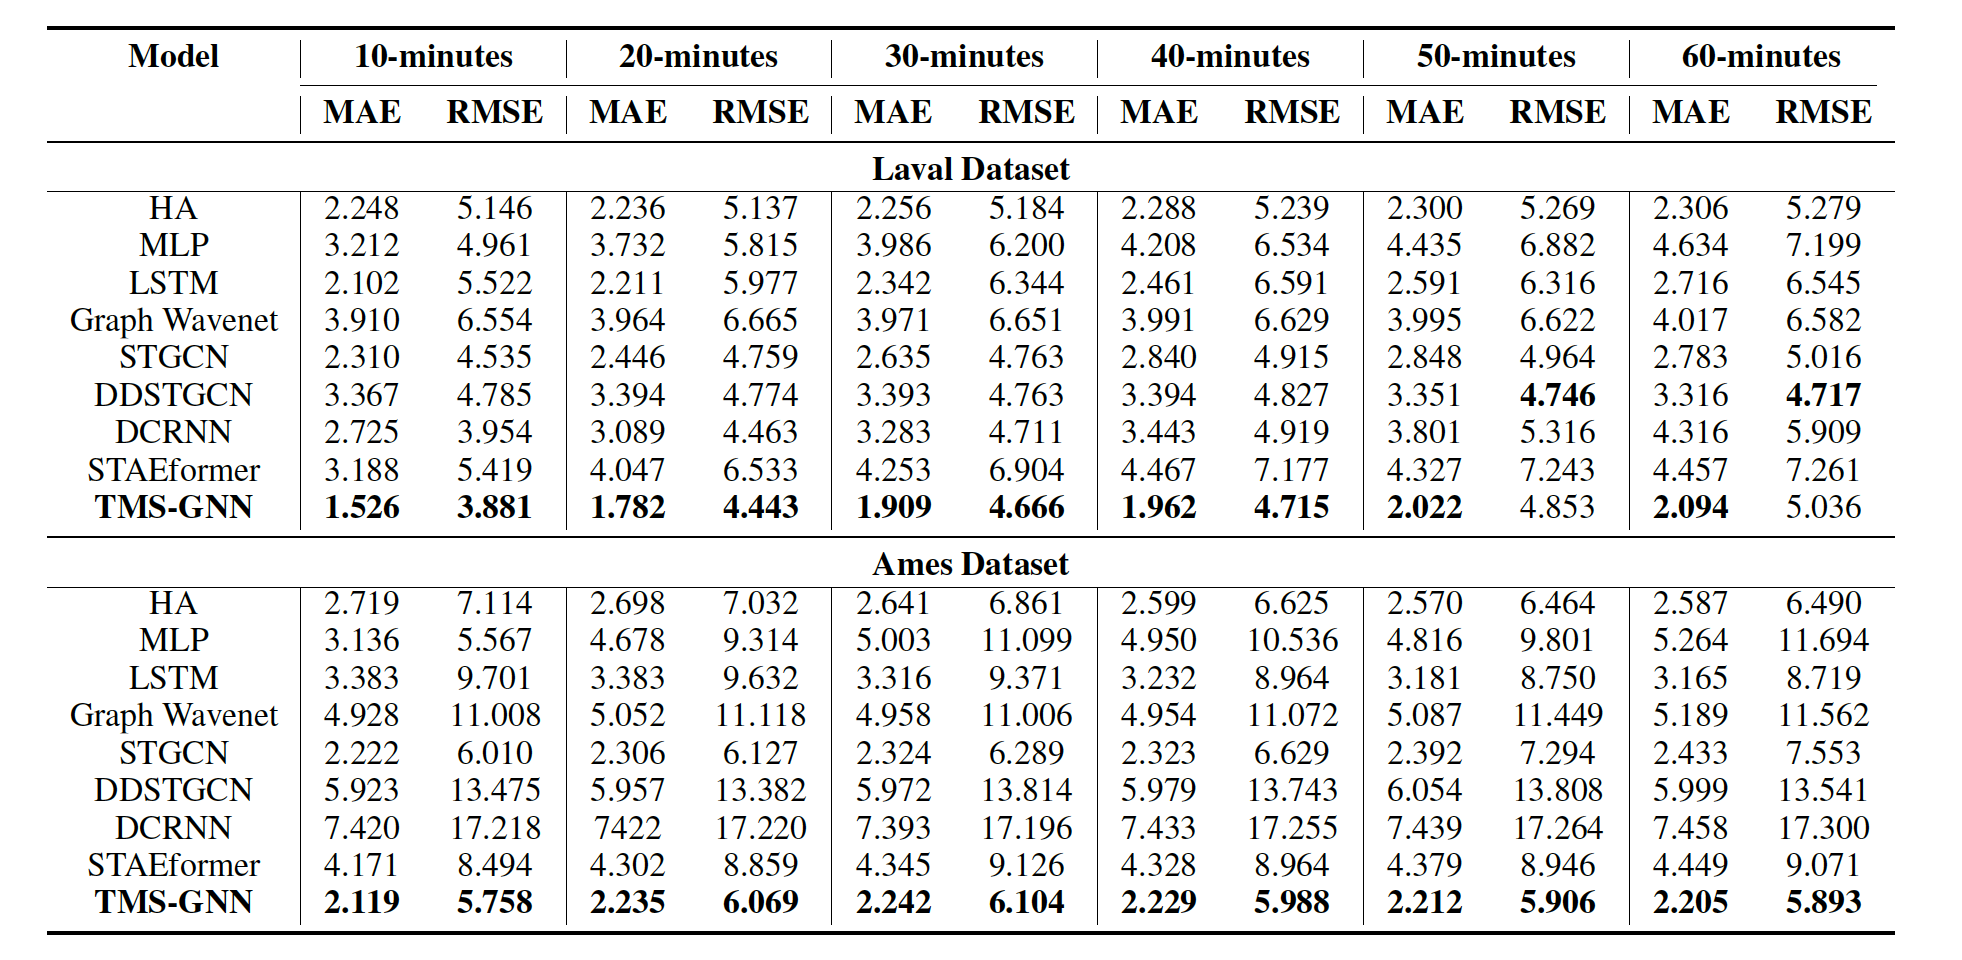 Model 10-minutes 20-minutes 30-minutes 40-minutes 50-minutes 60-minutes
MAE RMSE MAE RMSE MAE RMSE MAE RMSE MAE RMSE MAE RMSE
Laval Dataset
HA 2.248 5.146 2.236 5.137 2.256 5.184 2.288 5.239 2.300 5.269 2.306 5.279
MLP 3.212 4.961 3.732 5.815 3.986 6.200 4.208 6.534 4.435 6.882 4.634 7.199
LSTM 2.102 5.522 2.211 5.977 2.342 6.344 2.461 6.591 2.591 6.316 2.716 6.545
Graph Wavenet 3.910 6.554 3.964 6.665 3.971 6.651 3.991 6.629 3.995 6.622 4.017 6.582
STGCN 2.310 4.535 2.446 4.759 2.635 4.763 2.840 4.915 2.848 4.964 2.783 5.016
DDSTGCN 3.367 4.785 3.394 4.774 3.393 4.763 3.394 4.827 3.351 4.746 3.316 4.717
DCRNN 2.725 3.954 3.089 4.463 3.283 4.711 3.443 4.919 3.801 5.316 4.316 5.909
STAEformer 3.188 5.419 4.047 6.533 4.253 6.904 4.467 7.177 4.327 7.243 4.457 7.261
TMS-GNN 1.526 3.881 1.782 4.443 1.909 4.666 1.962 4.715 2.022 4.853 2.094 5.036
Ames Dataset
HA 2.719 7.114 2.698 7.032 2.641 6.861 2.599 6.625 2.570 6.464 2.587 6.490
MLP 3.136 5.567 4.678 9.314 5.003 11.099 4.950 10.536 4.816 9.801 5.264 11.694
LSTM 3.383 9.701 3.383 9.632 3.316 9.371 3.232 8.964 3.181 8.750 3.165 8.719
Graph Wavenet 4.928 11.008 5.052 11.118 4.958 11.006 4.954 11.072 5.087 11.449 5.189 11.562
STGCN 2.222 6.010 2.306 6.127 2.324 6.289 2.323 6.629 2.392 7.294 2.433 7.553
DDSTGCN 5.923 13.475 5.957 13.382 5.972 13.814 5.979 13.743 6.054 13.808 5.999 13.541
DCRNN 7.420 17.218 7422 17.220 7.393 17.196 7.433 17.255 7.439 17.264 7.458 17.300
STAEformer 4.171 8.494 4.302 8.859 4.345 9.126 4.328 8.964 4.379 8.946 4.449 9.071
TMS-GNN 2.119 5.758 2.235 6.069 2.242 6.104 2.229 5.988 2.212 5.906 2.205 5.893